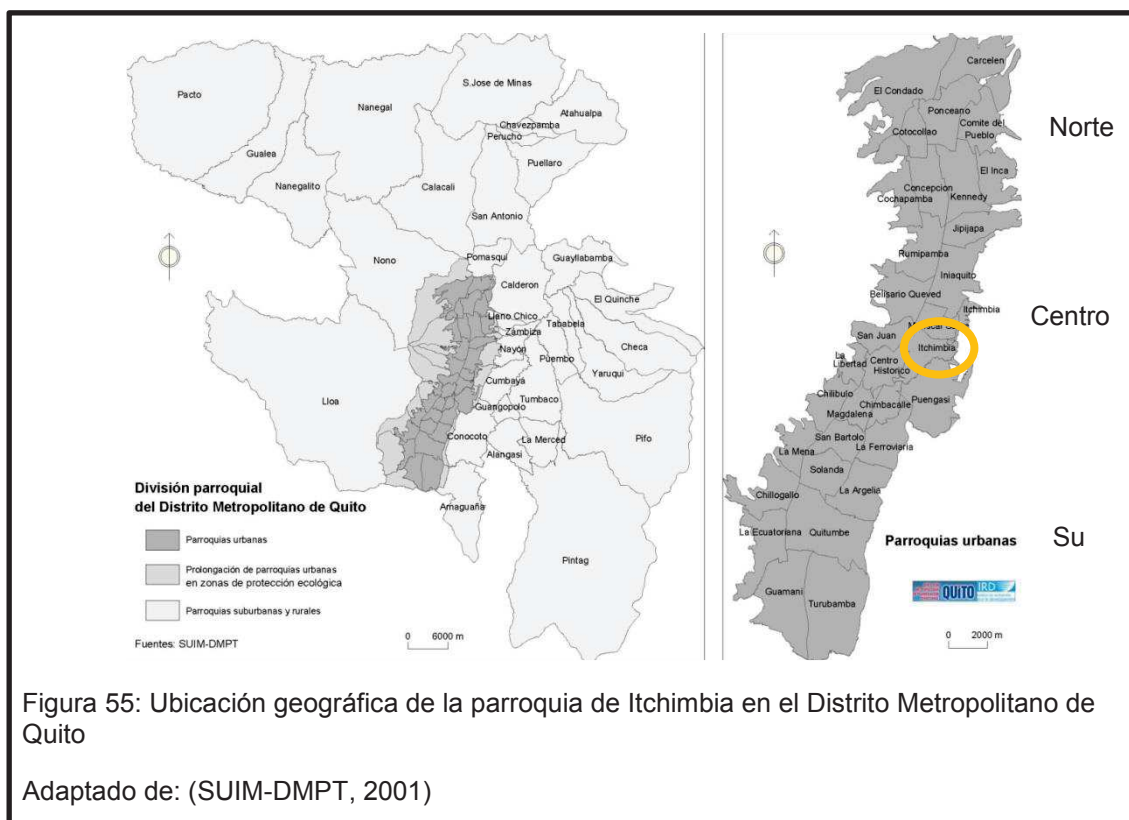 Pacto
Gualea
Nanegalito
Nanegal
S.Jose de Minas
Atahualpa
Chavezpamba
Perucho
Puellaro
Calacali
San Antonio
Nono
Pomasqui
Guayllabamba
Calderon
El Quinche
Llano Chico
Tababela
Zámbiza
Checa
Nayón
Puembo
Yaruqui
Lloa
Cumbayá
Tumbaco
Guangopolo
Conocoto
La Merced
Pifo
Alangasi
Amaguaña
Pintag
División parroquial
del Distrito Metropolitano de Quito
Parroquias urbanas
Prolongación de parroquias urbanas
en zonas de protección ecológica
Parroquias suburbanas y rurales
Fuentes: SUIM-DMPT
0 6000 m
Carcelen
El Condado
Ponceano
Comite del
Pueblo
Cotocollao
Norte
El Inca
Concepcion
Cochapamba
Kennedy
Jipijapa
Rumipamba
Iniaquito
Belisario Queved
Itchimbia
Centro
San Juan
Itchimbia
La
Libertad
Centro
Historico
Chilibulo
Puengasi
Chimbacalle
Magdalena
San Bartolo
La Ferroviaria
La Mena
Solanda
La Argelia
Chillogallo
La Ecuatoriana
Quitumbe
Parroquias urbanas
Su
QUITO
IRD
Guamani
Turubamba
0 2000 m
Figura 55: Ubicación geográfica de la parroquia de Itchimbia en el Distrito Metropolitano de
Quito
Adaptado de: (SUIM-DMPT, 2001)